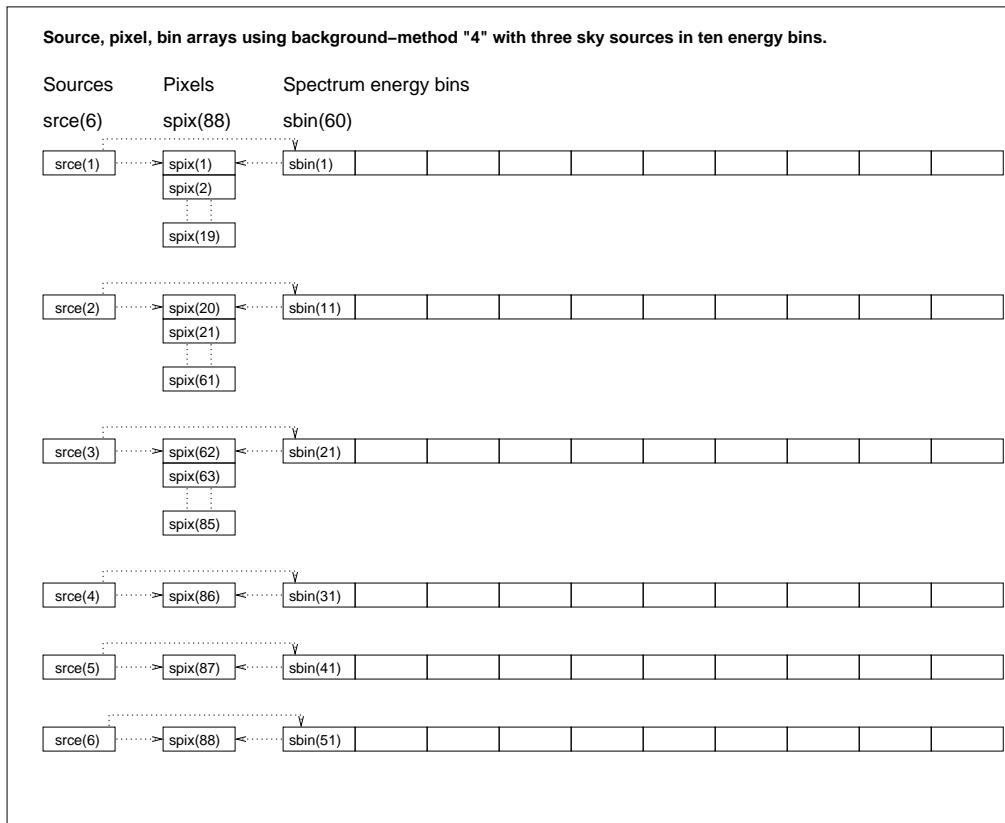 Source, pixel, bin arrays using background−method "4" with three sky sources in ten energy bins.
Sources Pixels Spectrum energy bins
srce(6) spix(88) sbin(60)
srce(1) spix(1) sbin(1)
spix(2)
spix(19)
srce(2) spix(20) sbin(11)
spix(21)
spix(61)
srce(3) spix(62) sbin(21)
spix(63)
spix(85)
srce(4) spix(86) sbin(31)
srce(5) spix(87) sbin(41)
srce(6) spix(88) sbin(51)